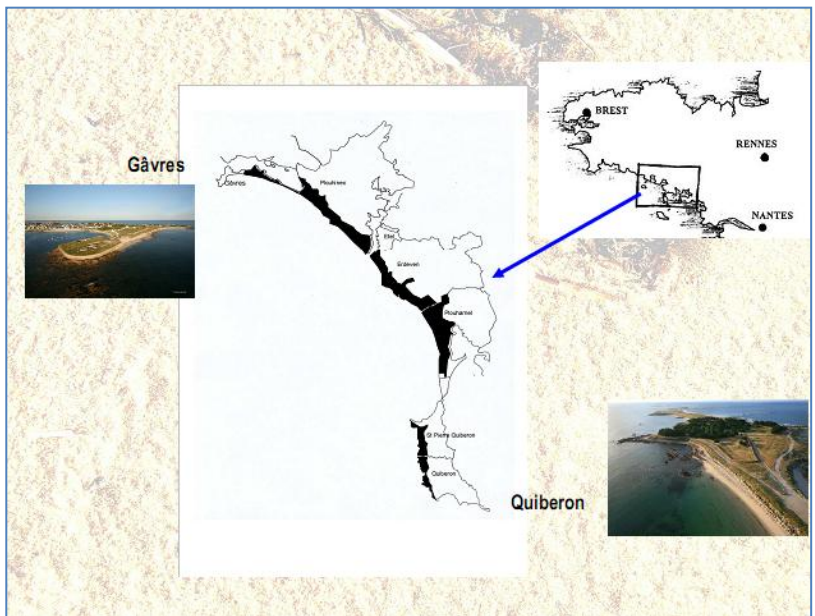 BREST
RENNES
NANTES
Gâvres
Gâvres
Plouhinec
Etel
Erdeven
Plouharnel
St Pierre Quiberon
Quiberon
Quiberon